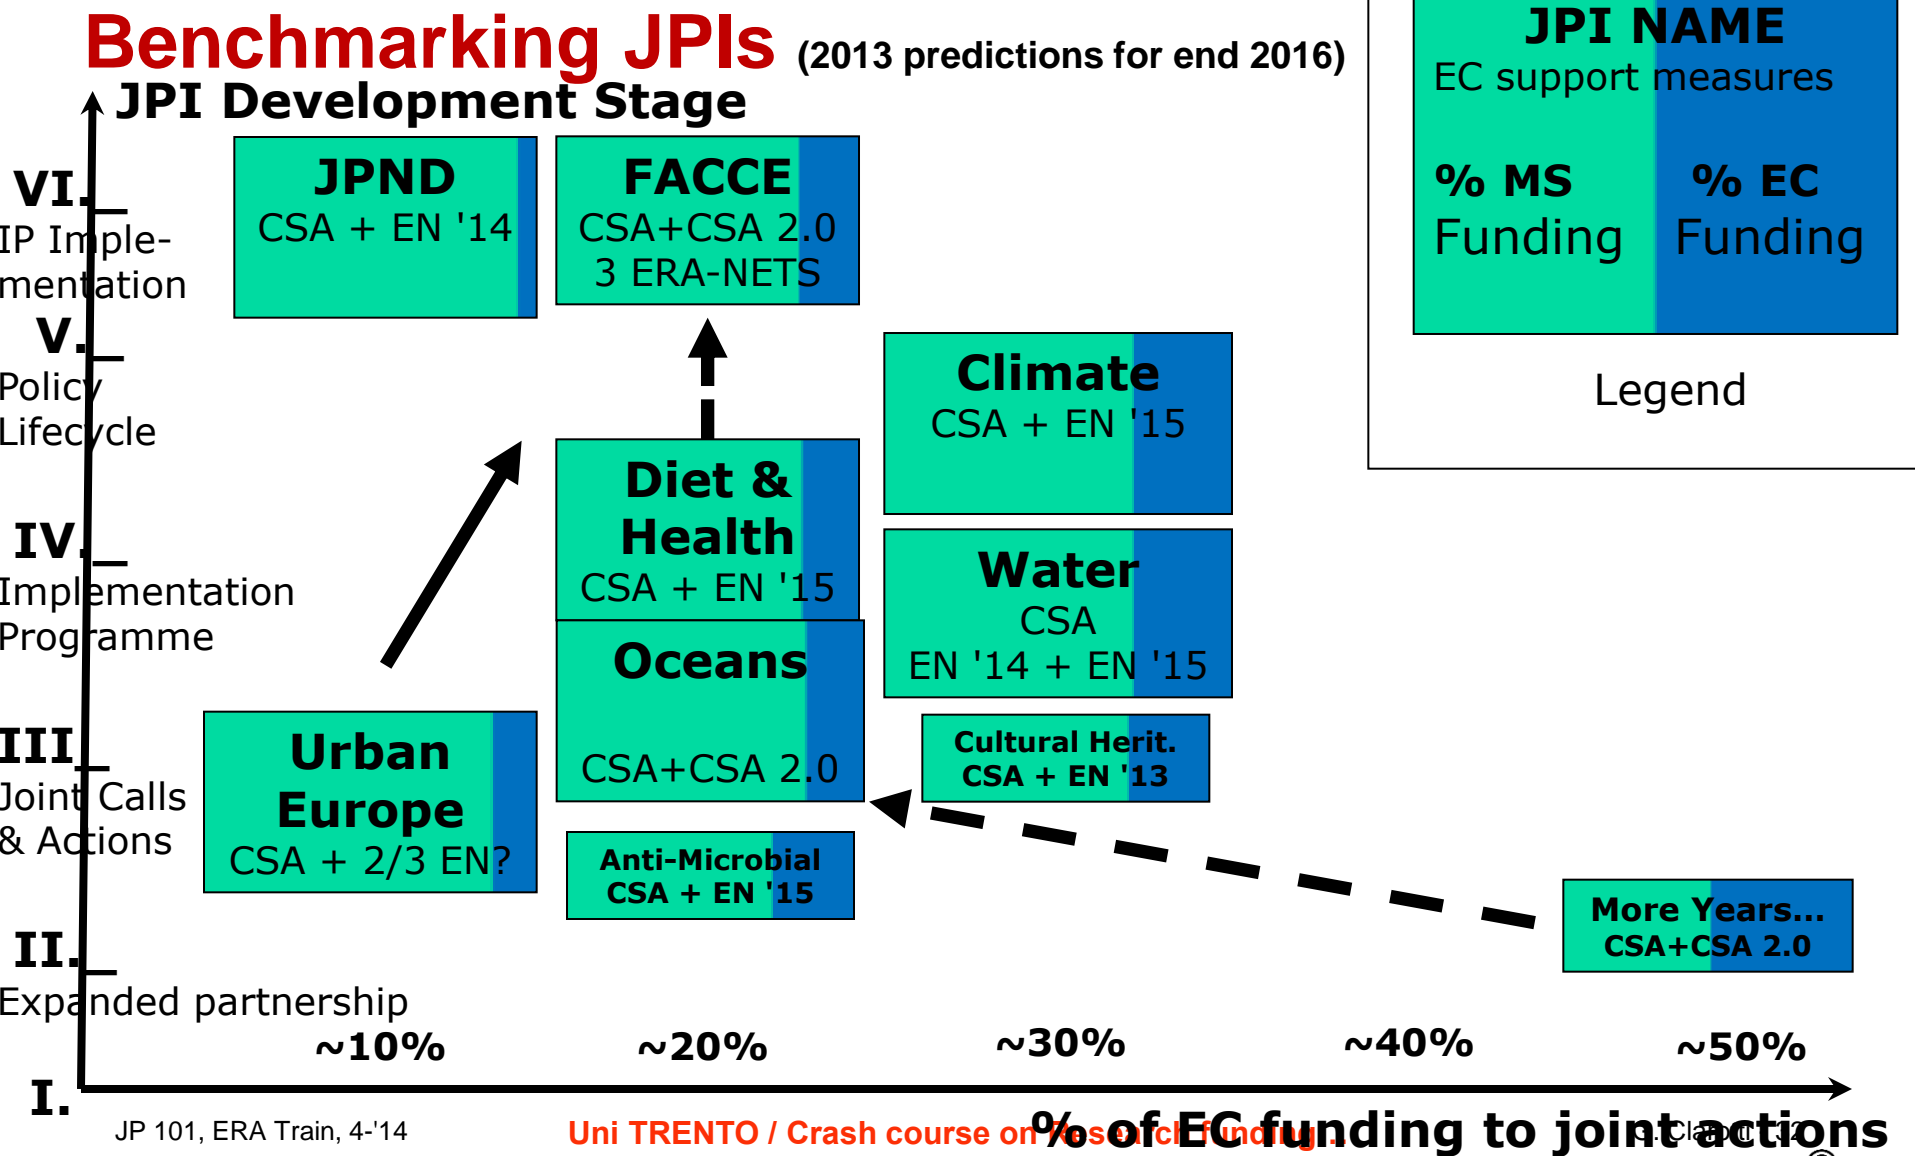 Benchmarking JPIs (2013 predictions for end 2016)
JPI Development Stage
JPI NAME
EC support measures
% MS Funding
% EC Funding
Legend
VI.
IP Imple-
mentation
V.
Policy
Lifecycle
IV.
Implementation
Programme
III
Joint Calls
& Actions
II.
Expanded partnership
I.
JPND
CSA + EN '14
FACCE
CSA+CSA 2.0
3 ERA-NETS
Climate
CSA + EN '15
Diet &
Health
CSA + EN '15
Water
CSA
EN '14 + EN '15
Oceans
CSA+CSA 2.0
Cultural Herit.
CSA + EN '13
Urban
Europe
CSA + 2/3 EN?
Anti-Microbial
CSA + EN '15
More Years...
CSA+CSA 2.0
~10% ~20% ~30% ~40% ~50%
% of EC funding to joint actions
JP 101, ERA Train, 4-'14
Uni TRENTO / Crash course on Research funding ..